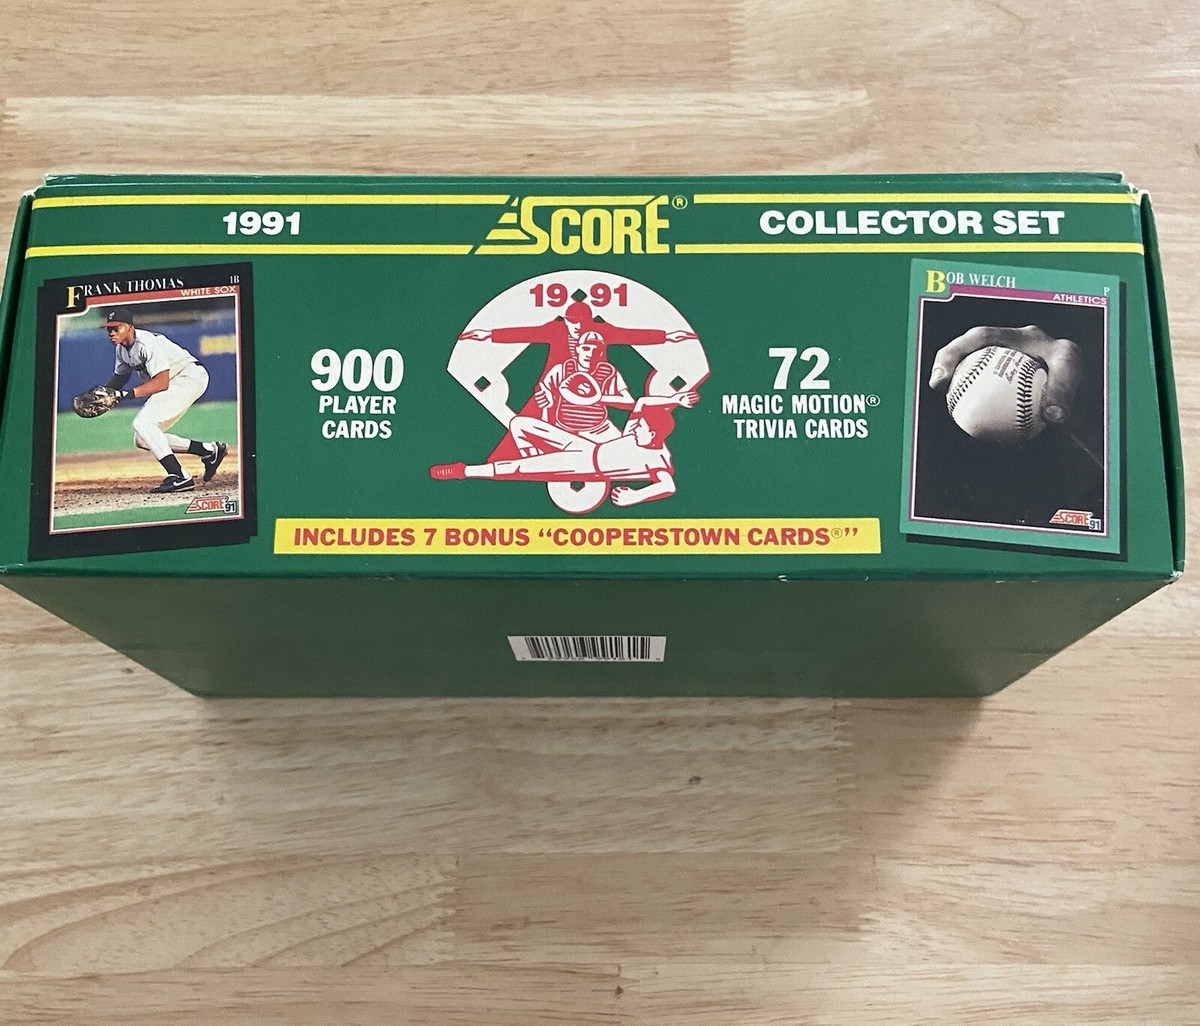 1991
SCORE®
COLLECTOR SET
FRANK THOMAS
1B
WHITE SOX
SCORE 91
900
PLAYER
CARDS
19 91
72
MAGIC MOTION®
TRIVIA CARDS
BOB WELCH
P
ATHLETICS
SCORE 91
INCLUDES 7 BONUS “COOPERSTOWN CARDS®”